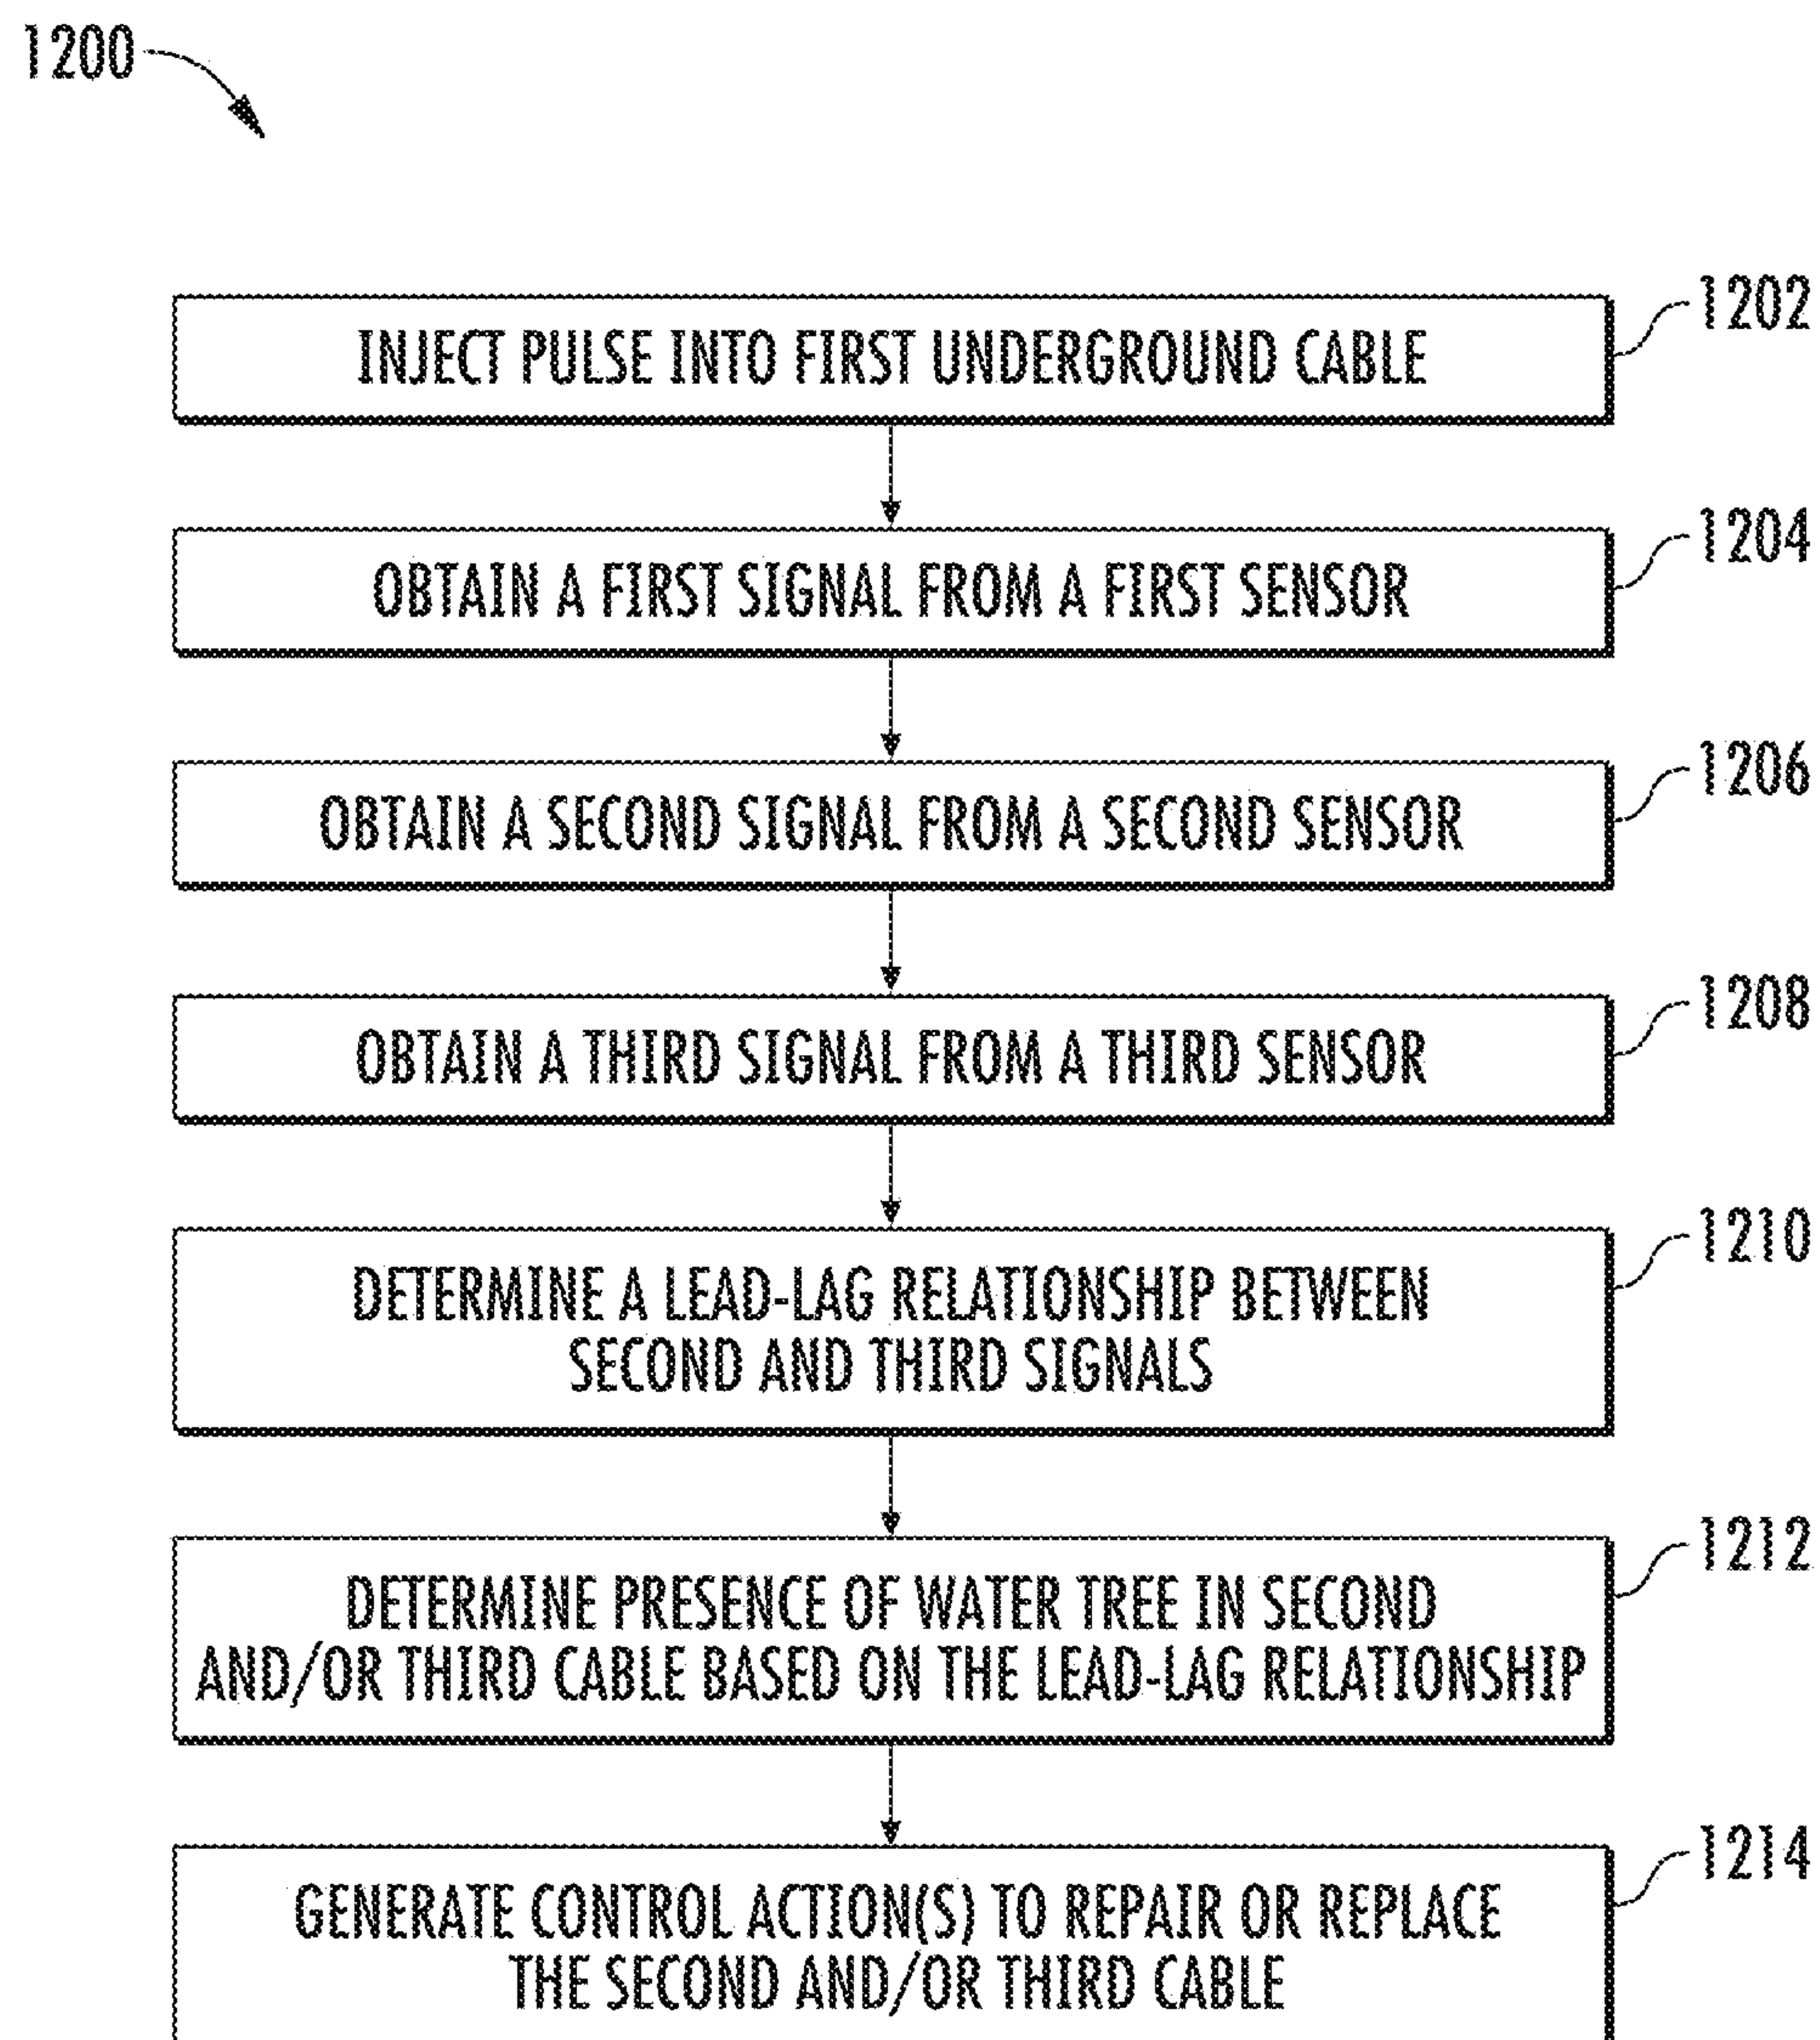 1200
INJECT PULSE INTO FIRST UNDERGROUND CABLE
1202
OBTAIN A FIRST SIGNAL FROM A FIRST SENSOR
1204
OBTAIN A SECOND SIGNAL FROM A SECOND SENSOR
1206
OBTAIN A THIRD SIGNAL FROM A THIRD SENSOR
1208
DETERMINE A LEAD-LAG RELATIONSHIP BETWEEN
SECOND AND THIRD SIGNALS
1210
DETERMINE PRESENCE OF WATER TREE IN SECOND
AND/OR THIRD CABLE BASED ON THE LEAD-LAG RELATIONSHIP
1212
GENERATE CONTROL ACTION(S) TO REPAIR OR REPLACE
THE SECOND AND/OR THIRD CABLE
1214